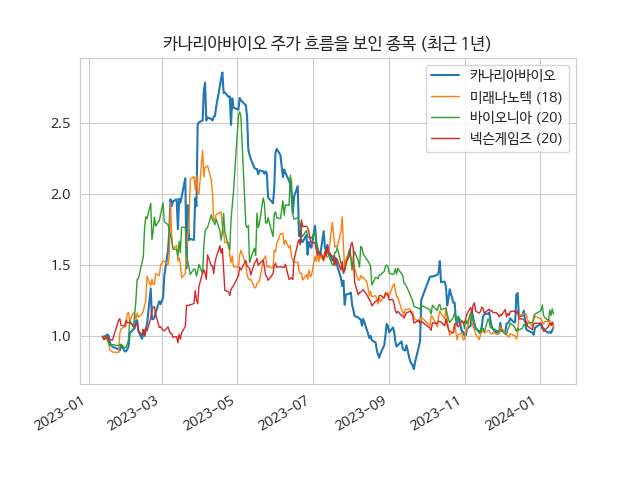 카나리아바이오 주가 흐름을 보인 종목 (최근 1년)
카나리아바이오
미래나노텍 (18)
바이오니아 (20)
넥슨게임즈 (20)
2.5
2.0
1.5
1.0
2023-01
2023-03
2023-05
2023-07
2023-09
2023-11
2024-01